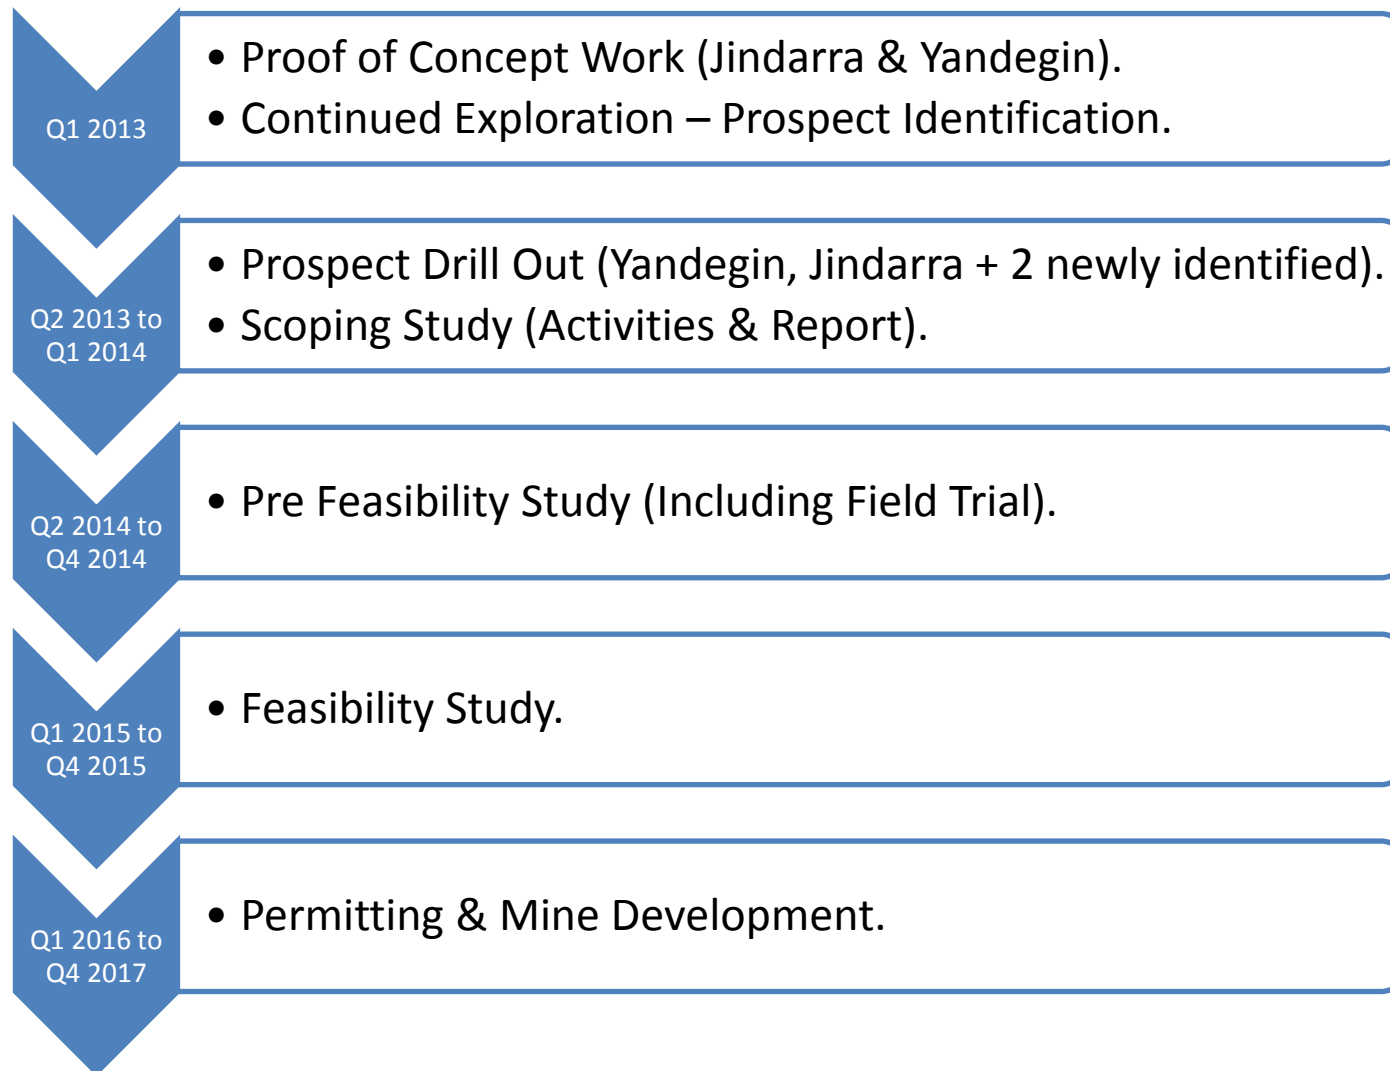 Q1 2013
• Proof of Concept Work (Jindarra & Yandegin).
• Continued Exploration – Prospect Identification.
Q2 2013 to
Q1 2014
• Prospect Drill Out (Yandegin, Jindarra + 2 newly identified).
• Scoping Study (Activities & Report).
Q2 2014 to
Q4 2014
• Pre Feasibility Study (Including Field Trial).
Q1 2015 to
Q4 2015
• Feasibility Study.
Q1 2016 to
Q4 2017
• Permitting & Mine Development.